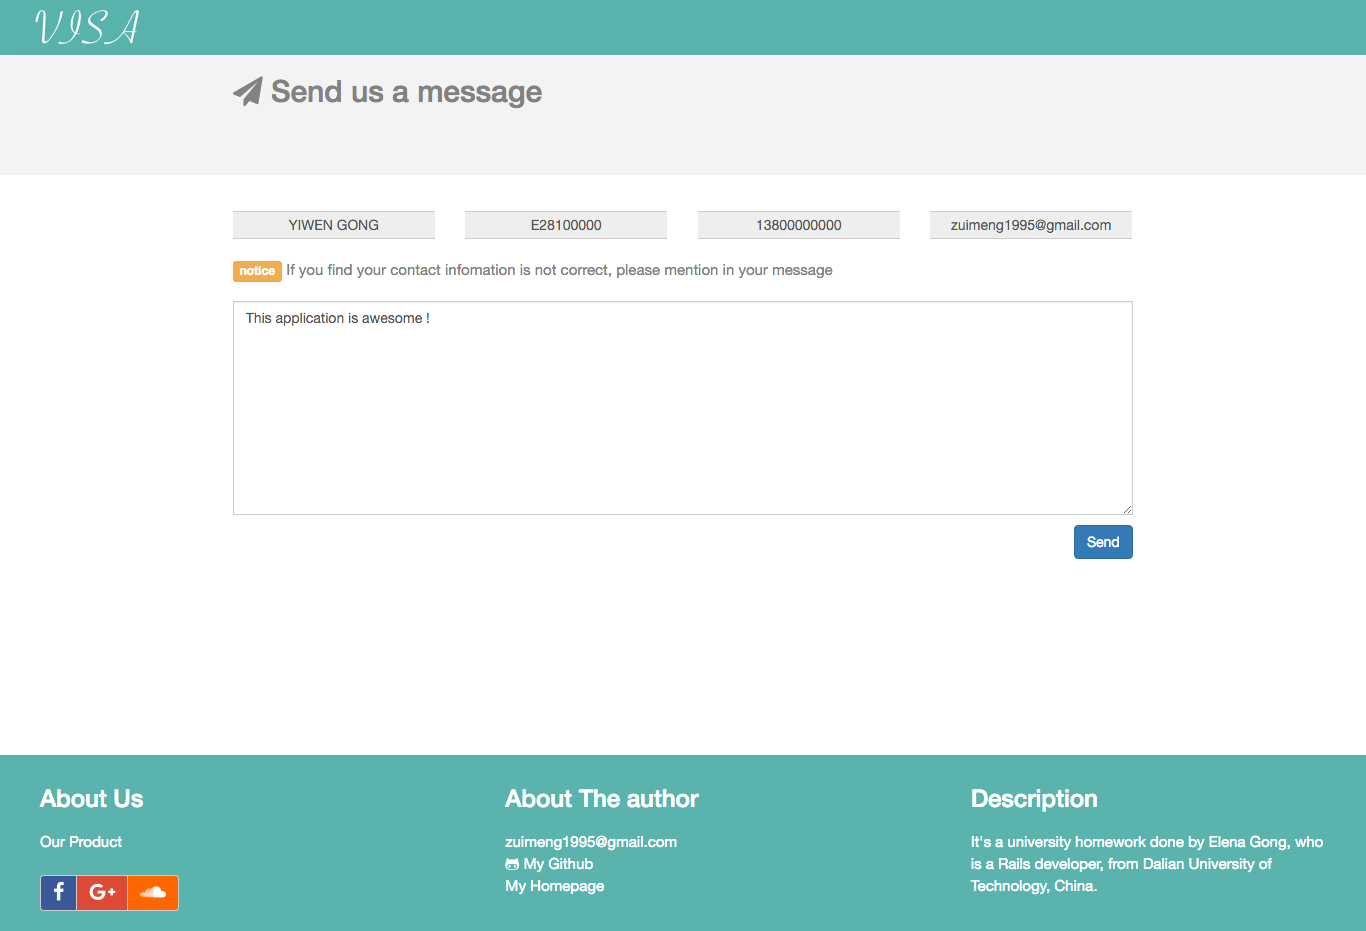 VISA
Send us a message
YIWEN GONG E28100000 13800000000 zuimeng1995@gmail.com
notice If you find your contact infomation is not correct, please mention in your message
This application is awesome !
Send
About Us
Our Product
f G+
About The author
zuimeng1995@gmail.com
My Github
My Homepage
Description
It's a university homework done by Elena Gong, who
is a Rails developer, from Dalian University of
Technology, China.